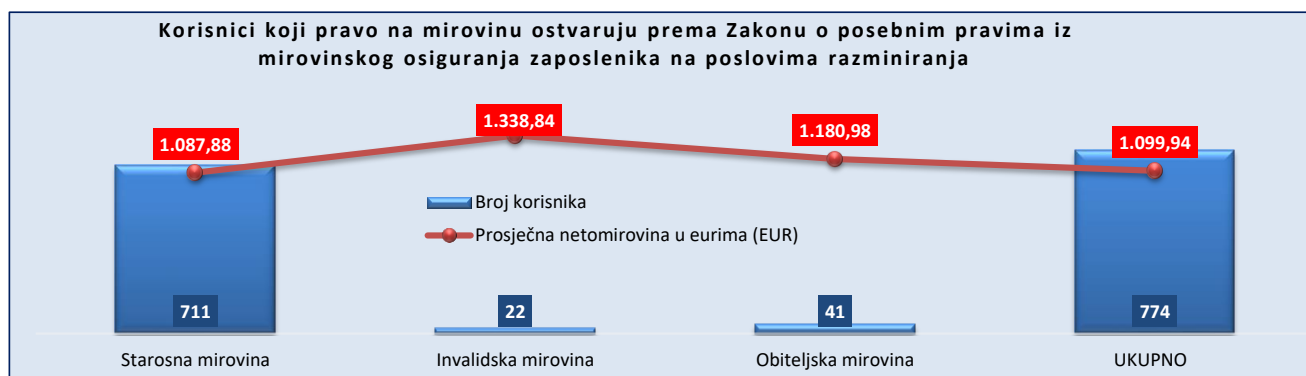 Korisnici koji pravo na mirovinu ostvaruju prema Zakonu o posebnim pravima iz
mirovinskog osiguranja zaposlenika na poslovima razminiranja
1.087,88
1.338,84
1.180,98
1.099,94
Broj korisnika
Prosječna netomirovina u eurima (EUR)
711
22
41
774
Starosna mirovina
Invalidska mirovina
Obiteljska mirovina
UKUPNO